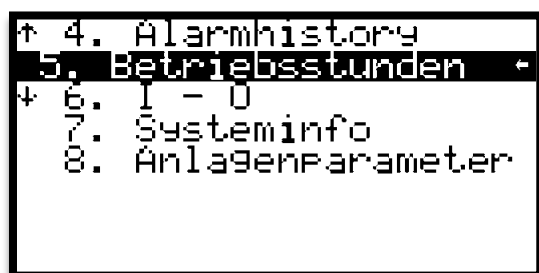 ↑ 4. Alarmhistory
5. Betriebsstunden ←
↓ 6. I - O
7. Systeminfo
8. Anlagenparameter